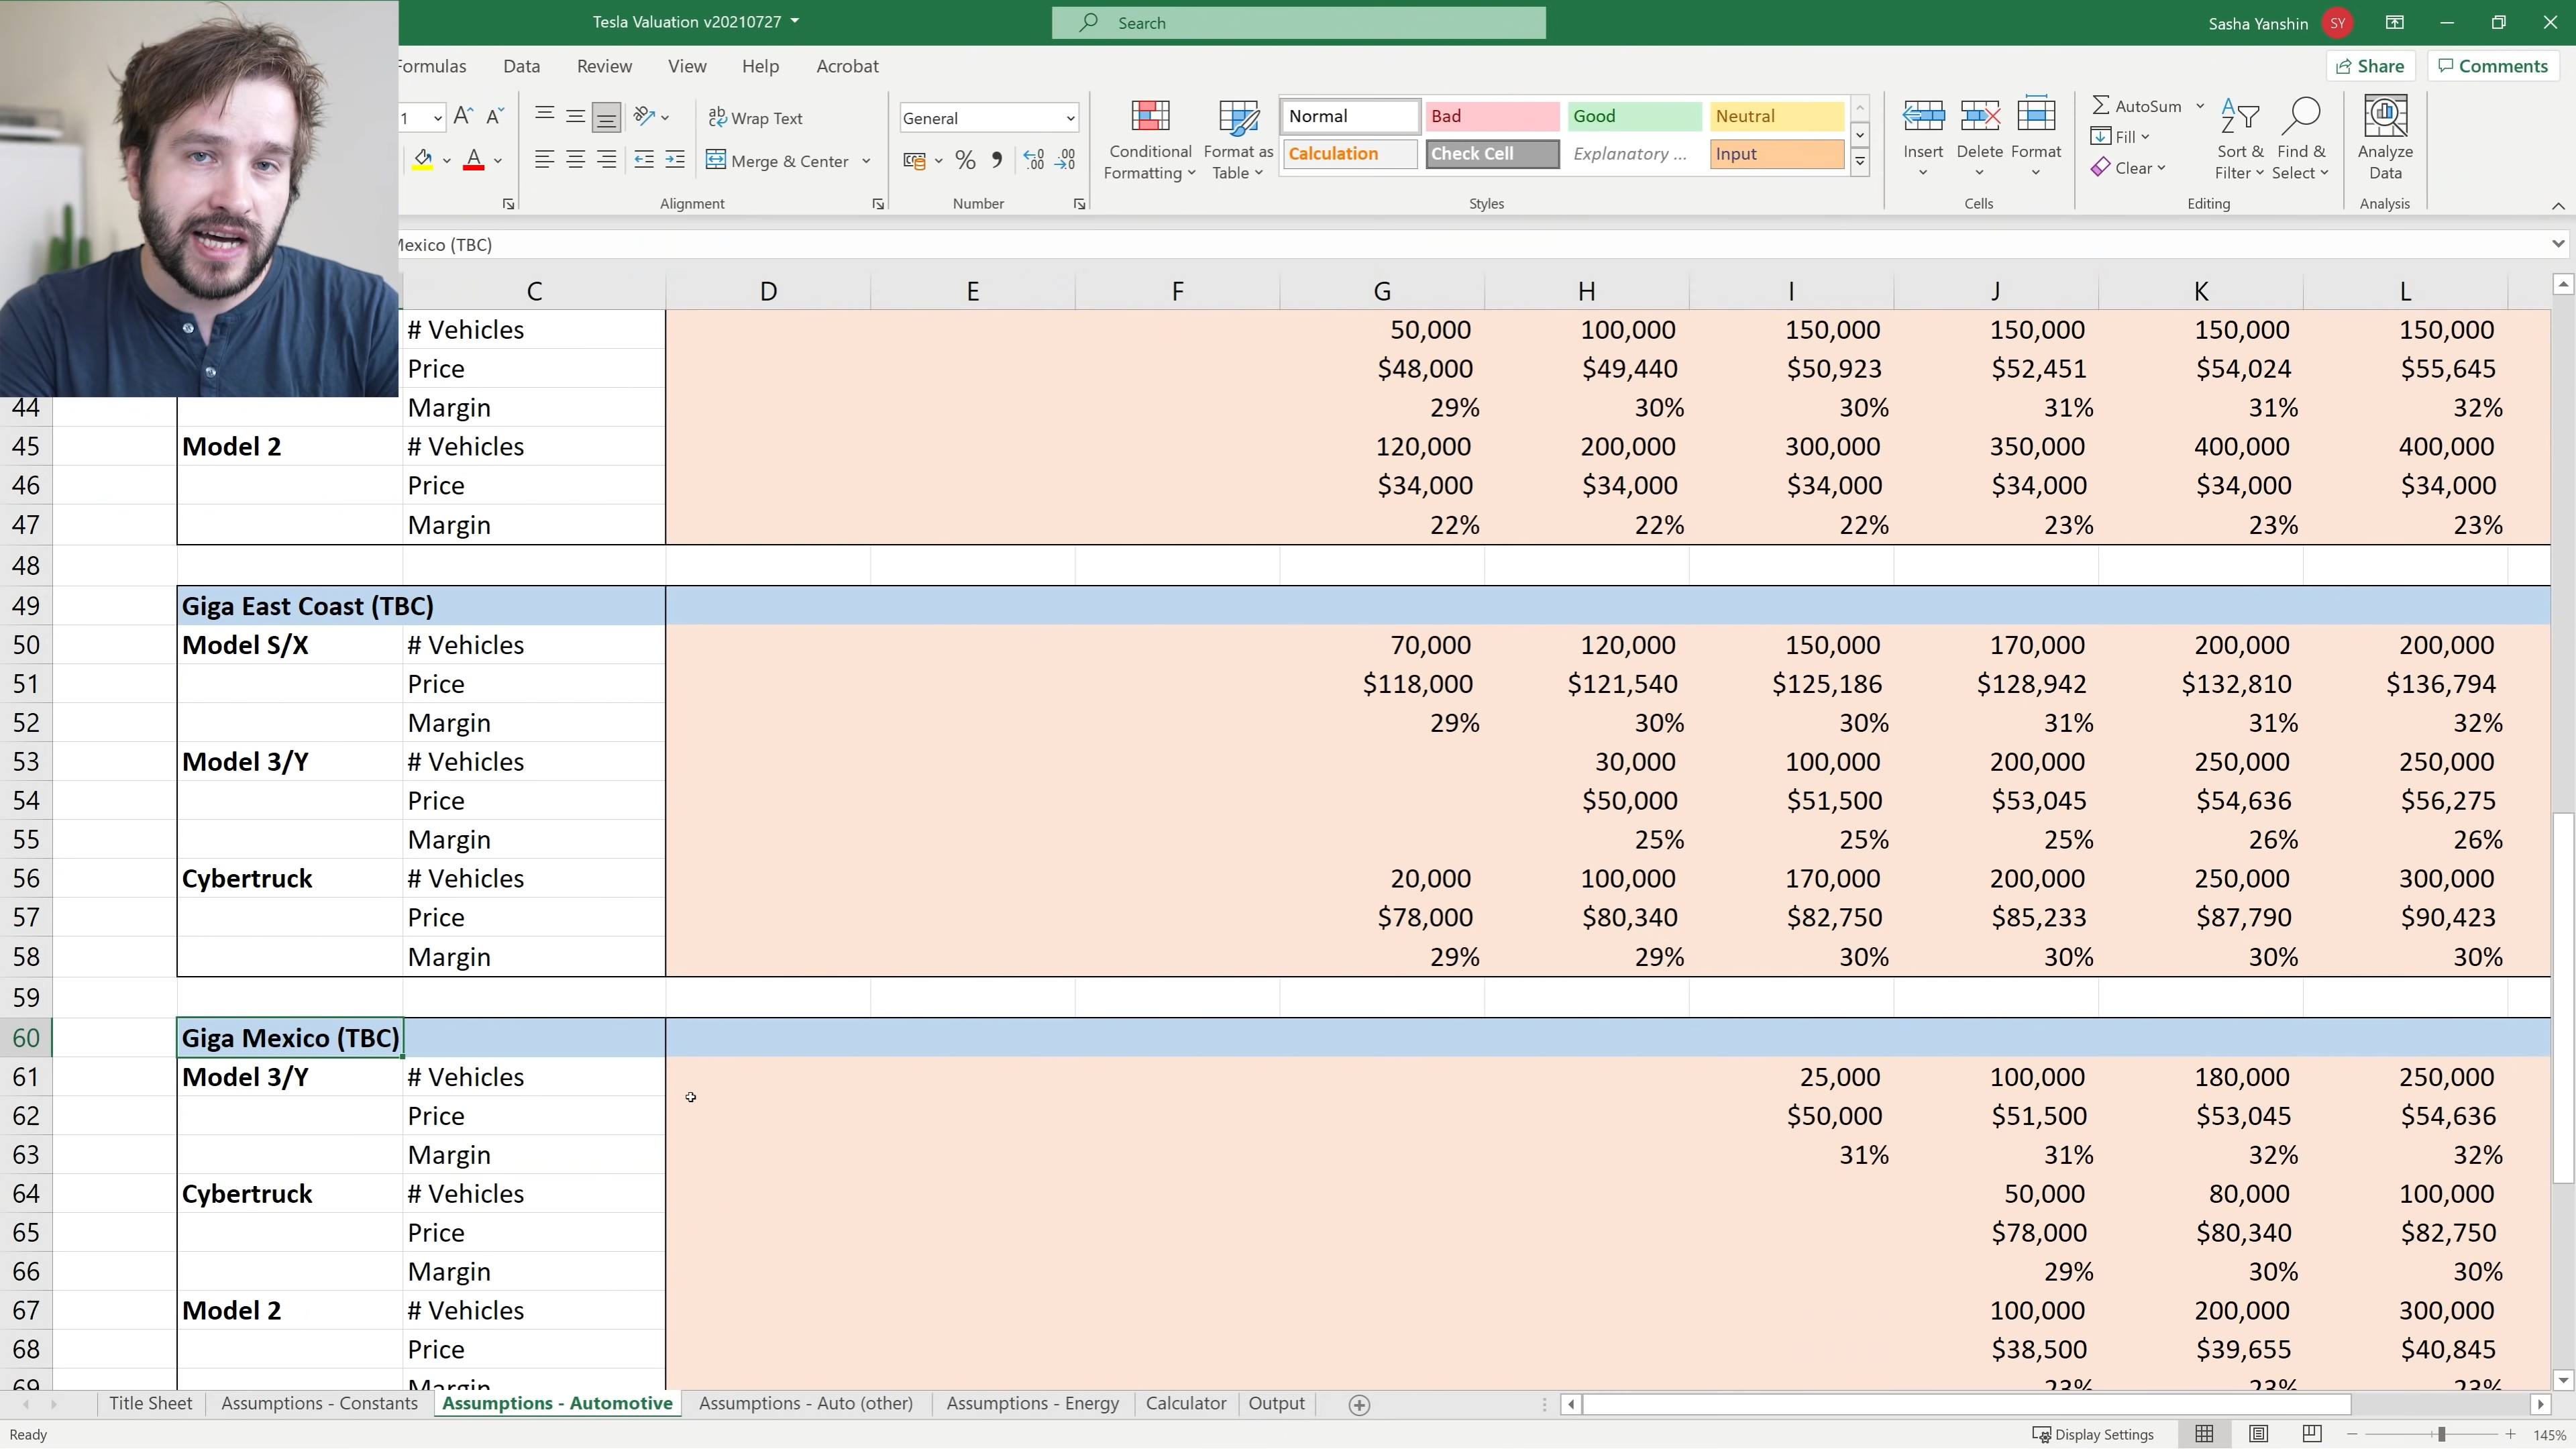 Tesla Valuation v20210727
Search
Sasha Yanshin SY
Formulas Data Review View Help Acrobat
Share Comments
1
Wrap Text
Merge & Center
Alignment
General
Number
Conditional Formatting
Format as Table
Normal Bad Good Neutral
Calculation Check Cell Explanatory ... Input
Styles
Insert Delete Format
Cells
AutoSum
Fill
Clear
Sort & Filter
Find & Select
Editing
Analyze Data
Analysis
Mexico (TBC)
C D E F G H I J K L
# Vehicles 50,000 100,000 150,000 150,000 150,000 150,000
Price $48,000 $49,440 $50,923 $52,451 $54,024 $55,645
44 Margin 29% 30% 30% 31% 31% 32%
45 Model 2 # Vehicles 120,000 200,000 300,000 350,000 400,000 400,000
46 Price $34,000 $34,000 $34,000 $34,000 $34,000 $34,000
47 Margin 22% 22% 22% 23% 23% 23%
48
49 Giga East Coast (TBC)
50 Model S/X # Vehicles 70,000 120,000 150,000 170,000 200,000 200,000
51 Price $118,000 $121,540 $125,186 $128,942 $132,810 $136,794
52 Margin 29% 30% 30% 31% 31% 32%
53 Model 3/Y # Vehicles 30,000 100,000 200,000 250,000 250,000
54 Price $50,000 $51,500 $53,045 $54,636 $56,275
55 Margin 25% 25% 25% 26% 26%
56 Cybertruck # Vehicles 20,000 100,000 170,000 200,000 250,000 300,000
57 Price $78,000 $80,340 $82,750 $85,233 $87,790 $90,423
58 Margin 29% 29% 30% 30% 30% 30%
59
60 Giga Mexico (TBC)
61 Model 3/Y # Vehicles 25,000 100,000 180,000 250,000
62 Price $50,000 $51,500 $53,045 $54,636
63 Margin 31% 31% 32% 32%
64 Cybertruck # Vehicles 50,000 80,000 100,000
65 Price $78,000 $80,340 $82,750
66 Margin 29% 30% 30%
67 Model 2 # Vehicles 100,000 200,000 300,000
68 Price $38,500 $39,655 $40,845
69 Margin 23% 23% 23%
Title Sheet Assumptions - Constants Assumptions - Automotive Assumptions - Auto (other) Assumptions - Energy Calculator Output
Ready Display Settings 145%